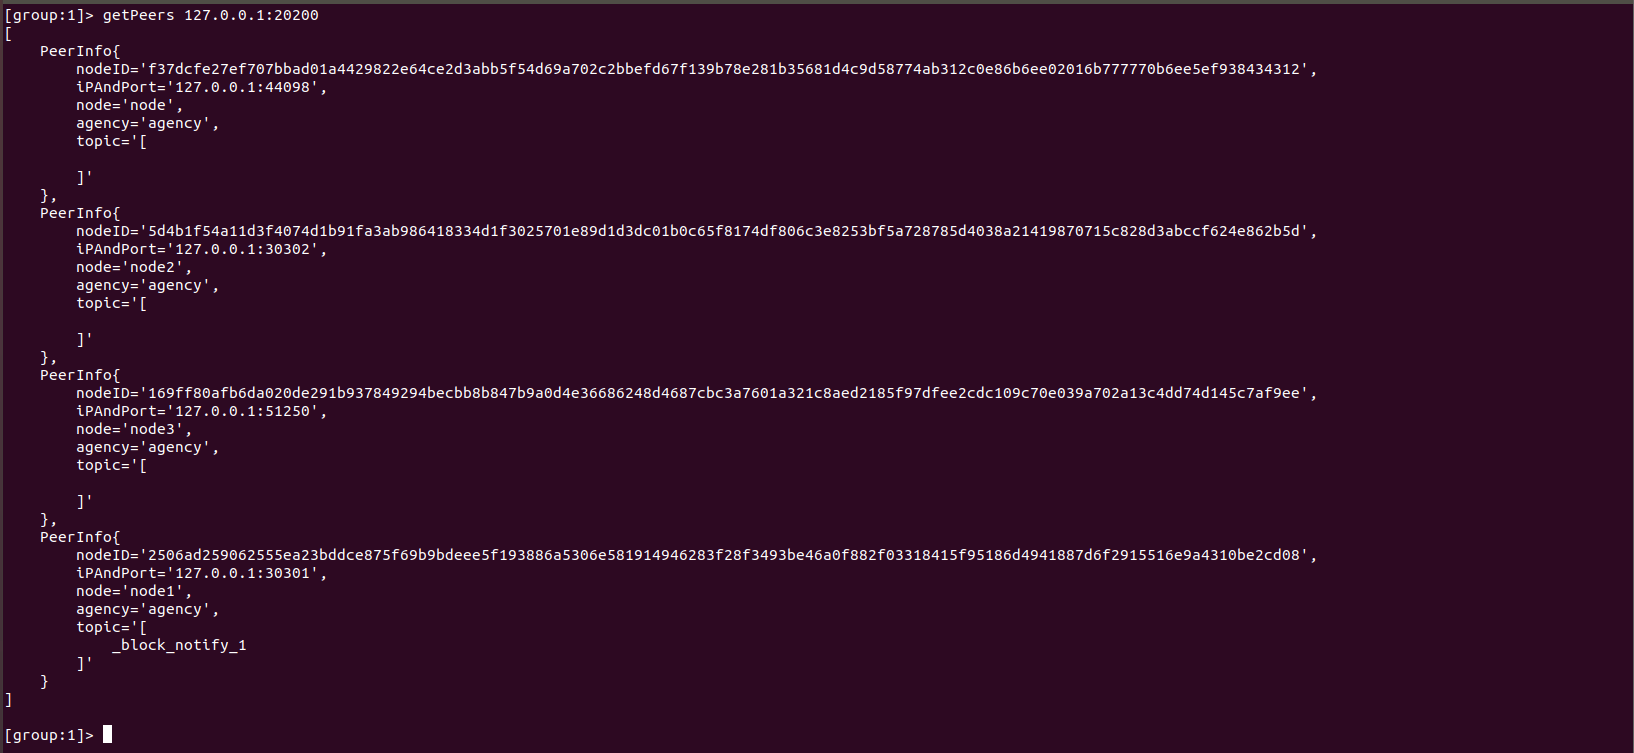 [group:1]> getPeers 127.0.0.1:20200
[
    PeerInfo{
        nodeID='f37dcfe27ef707bbad01a4429822e64ce2d3abb5f54d69a702c2bbefd67f139b78e281b35681d4c9d58774ab312c0e86b6ee02016b777770b6ee5ef938434312',
        iPAndPort='127.0.0.1:44098',
        node='node',
        agency='agency',
        topic='[

        ]'
    },
    PeerInfo{
        nodeID='5d4b1f54a11d3f4074d1b91fa3ab986418334d1f3025701e89d1d3dc01b0c65f8174df806c3e8253bf5a728785d4038a21419870715c828d3abccf624e862b5d',
        iPAndPort='127.0.0.1:30302',
        node='node2',
        agency='agency',
        topic='[

        ]'
    },
    PeerInfo{
        nodeID='169ff80afb6da020de291b937849294becbb8b847b9a0d4e36686248d4687cbc3a7601a321c8aed2185f97dfee2cdc109c70e039a702a13c4dd74d145c7af9ee',
        iPAndPort='127.0.0.1:51250',
        node='node3',
        agency='agency',
        topic='[

        ]'
    },
    PeerInfo{
        nodeID='2506ad259062555ea23bddce875f69b9bdeee5f193886a5306e581914946283f28f3493be46a0f882f03318415f95186d4941887d6f2915516e9a4310be2cd08',
        iPAndPort='127.0.0.1:30301',
        node='node1',
        agency='agency',
        topic='[
            _block_notify_1
        ]'
    }
]

[group:1]>